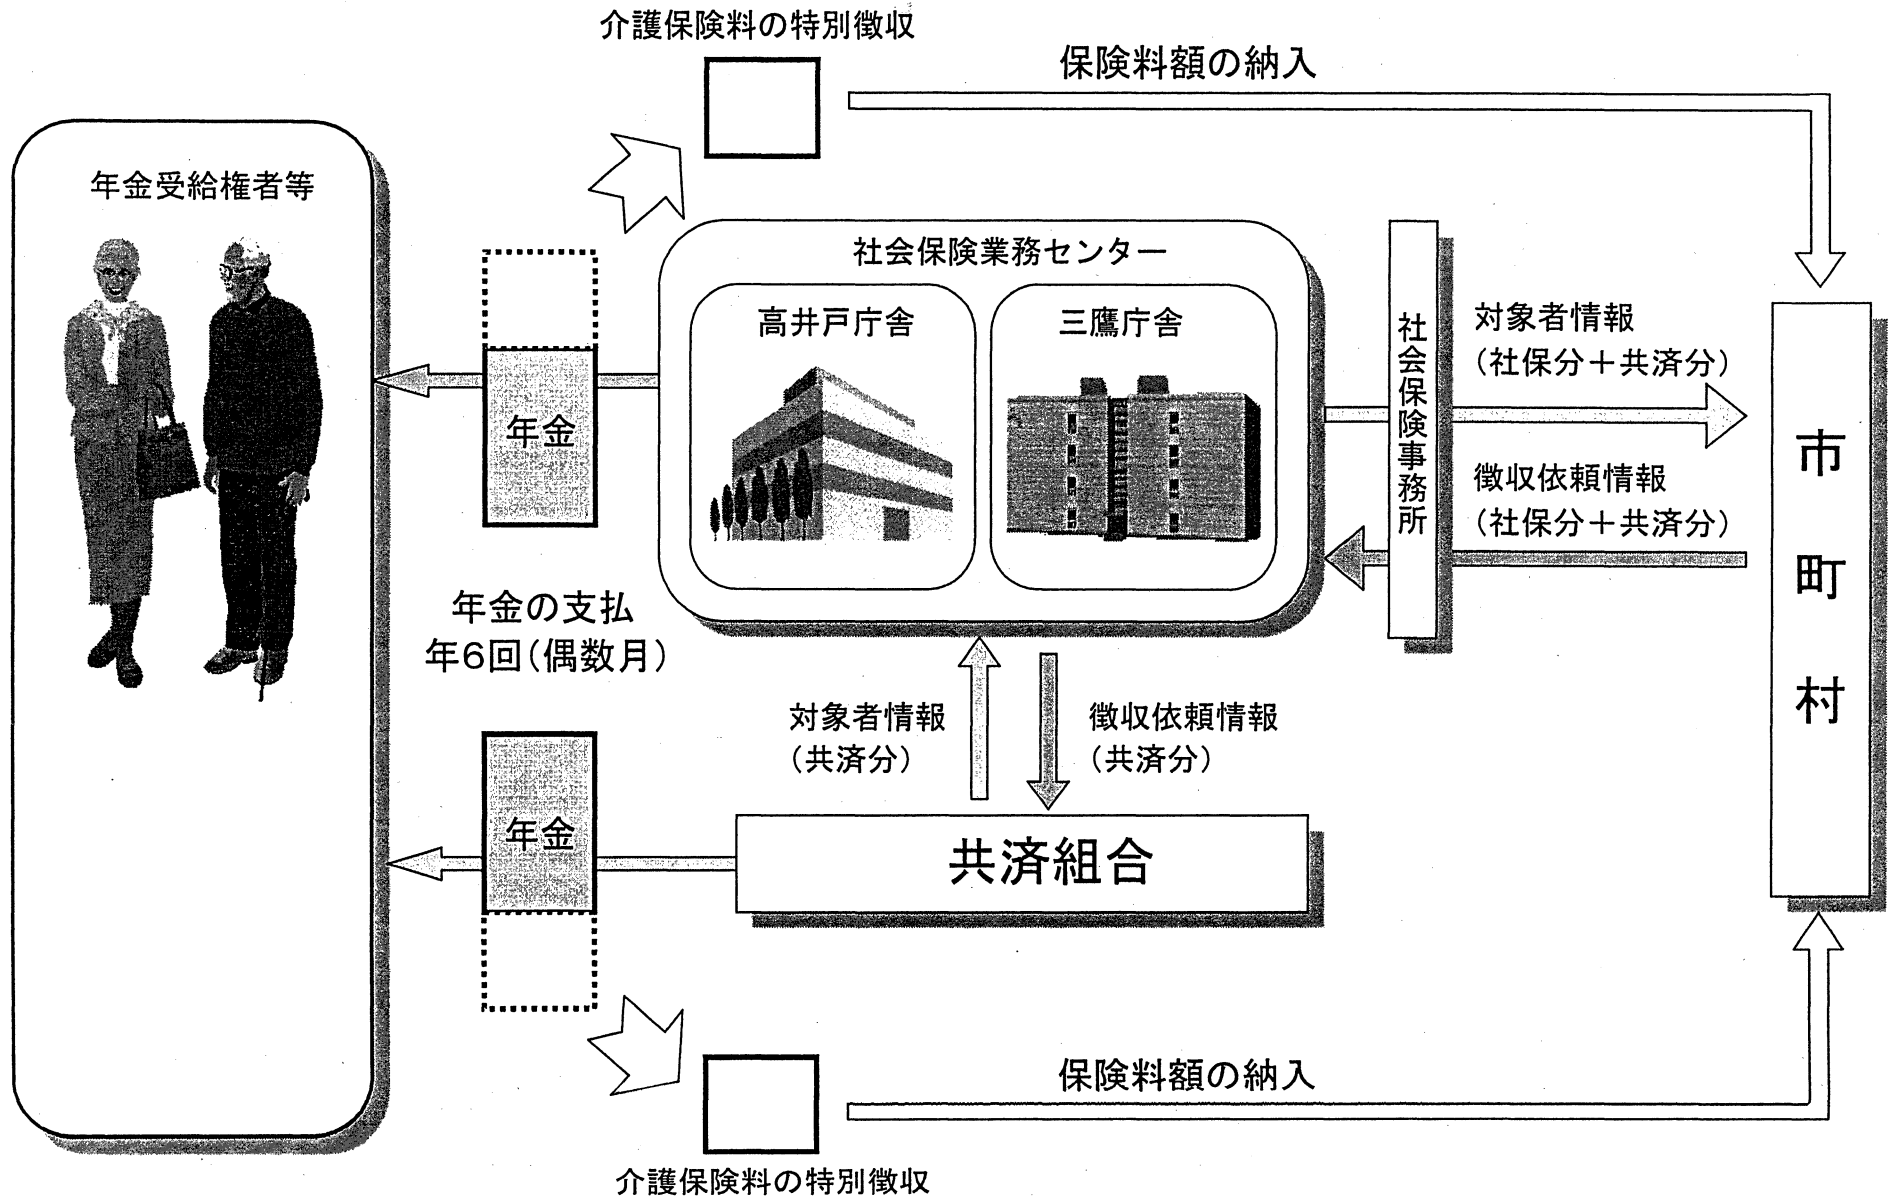 介護保険料の特別徴収
保険料額の納入
年金受給権者等
社会保険業務センター
高井戸庁舎
三鷹庁舎
年金
社会保険事務所
対象者情報
(社保分＋共済分)
徴収依頼情報
(社保分＋共済分)
市町村
年金の支払
年6回(偶数月)
対象者情報
(共済分)
徴収依頼情報
(共済分)
年金
共済組合
保険料額の納入
介護保険料の特別徴収